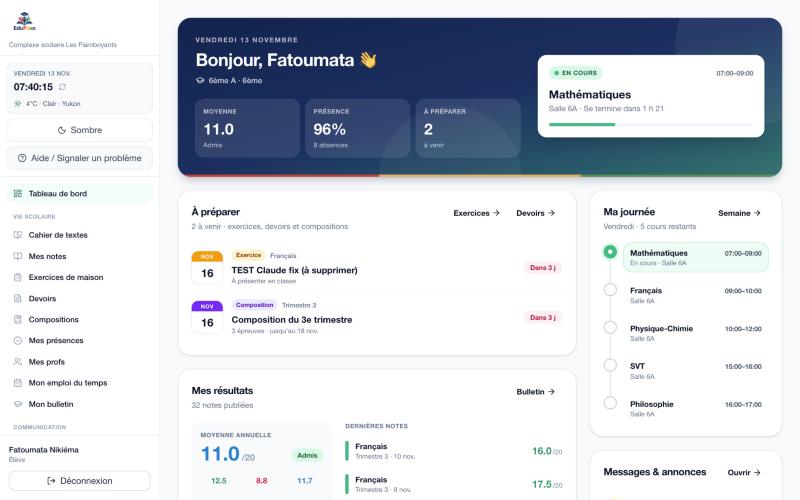 EduFaso
Complexe scolaire Les Flamboyants
VENDREDI 13 NOV.
07:40:15
4°C · Clair · Yukon
Sombre
Aide / Signaler un problème
Tableau de bord
VIE SCOLAIRE
Cahier de textes
Mes notes
Exercices de maison
Devoirs
Compositions
Mes présences
Mes profs
Mon emploi du temps
Mon bulletin
COMMUNICATION
Fatoumata Nikiéma
Élève
Déconnexion
VENDREDI 13 NOVEMBRE
Bonjour, Fatoumata 👋
6ème A · 6ème
MOYENNE
11.0
Admis
PRÉSENCE
96%
8 absences
À PRÉPARER
2
à venir
EN COURS
07:00–09:00
Mathématiques
Salle 6A · Se termine dans 1 h 21
À préparer
Exercices →
Devoirs →
2 à venir · exercices, devoirs et compositions
NOV
16
Exercice Français
TEST Claude fix (à supprimer)
À présenter en classe
Dans 3 j
NOV
16
Composition Trimestre 3
Composition du 3e trimestre
3 épreuves · jusqu'au 18 nov.
Dans 3 j
Mes résultats
Bulletin →
32 notes publiées
MOYENNE ANNUELLE
11.0 /20
Admis
12.5 8.8 11.7
DERNIÈRES NOTES
Français
Trimestre 3 · 10 nov.
16.0 /20
Français
Trimestre 3 · 9 nov.
17.5 /20
Ma journée
Semaine →
Vendredi · 5 cours restants
Mathématiques 07:00–09:00
En cours · Salle 6A
Français 09:00–10:00
Salle 6A
Physique-Chimie 10:00–12:00
Salle 6A
SVT 15:00–16:00
Salle 6A
Philosophie 16:00–17:00
Salle 6A
Messages & annonces
Ouvrir →